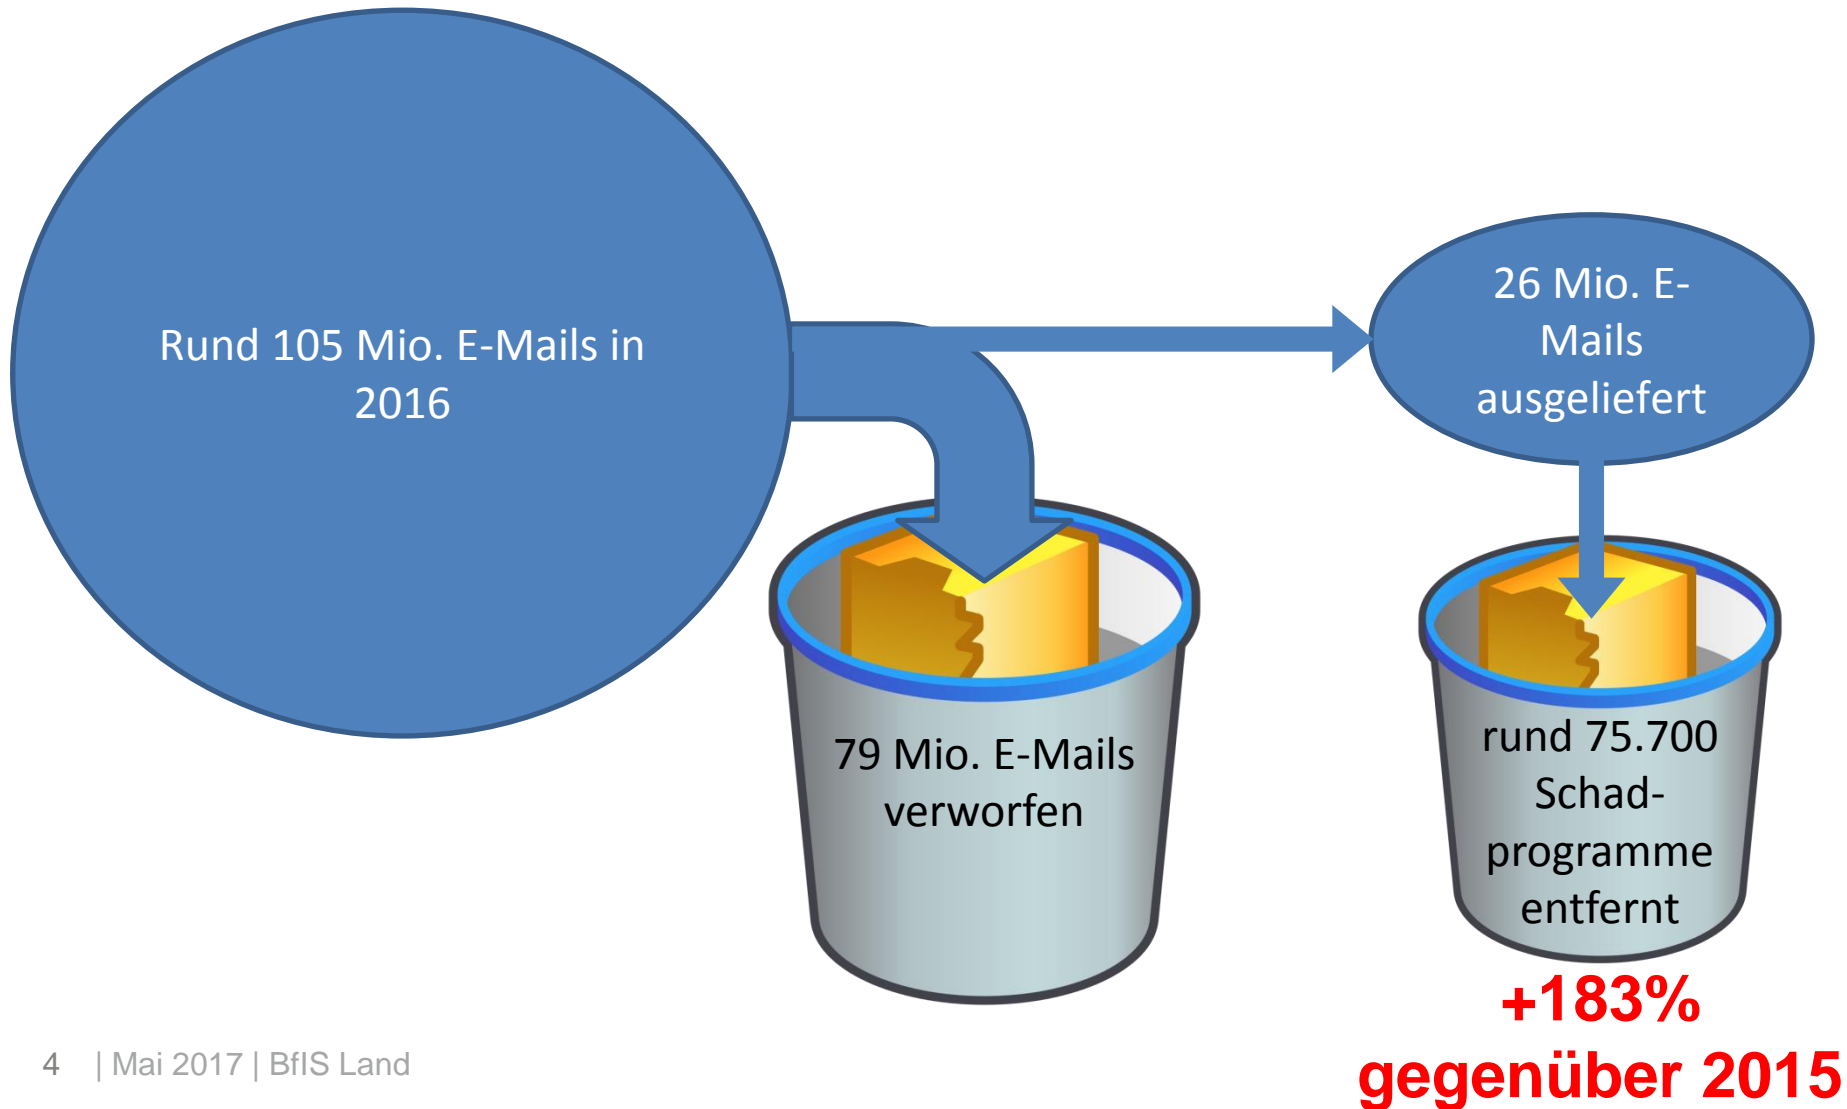 Rund 105 Mio. E-Mails in
2016
26 Mio. E-
Mails
ausgeliefert
79 Mio. E-Mails
verworfen
rund 75.700
Schad-
programme
entfernt
+183%
gegenüber 2015
4 | Mai 2017 | BfIS Land